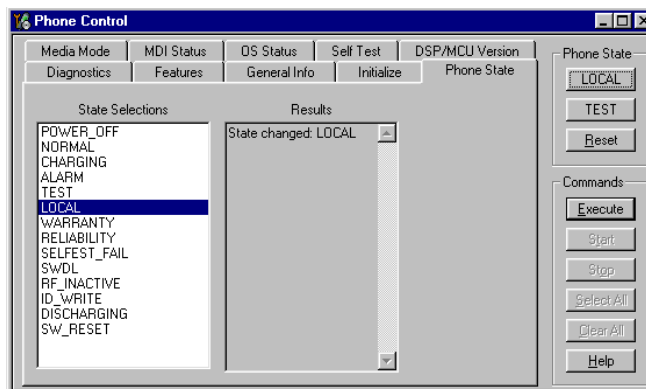 Phone Control
Media Mode MDI Status OS Status Self Test DSP/MCU Version
Diagnostics Features General Info Initialize Phone State
State Selections
POWER_OFF
NORMAL
CHARGING
ALARM
TEST
LOCAL
WARRANTY
RELIABILITY
SELFEST_FAIL
SWDL
RF_INACTIVE
ID_WRITE
DISCHARGING
SW_RESET
Results
State changed: LOCAL
Phone State
LOCAL
TEST
Reset
Commands
Execute
Start
Stop
Select All
Clear All
Help